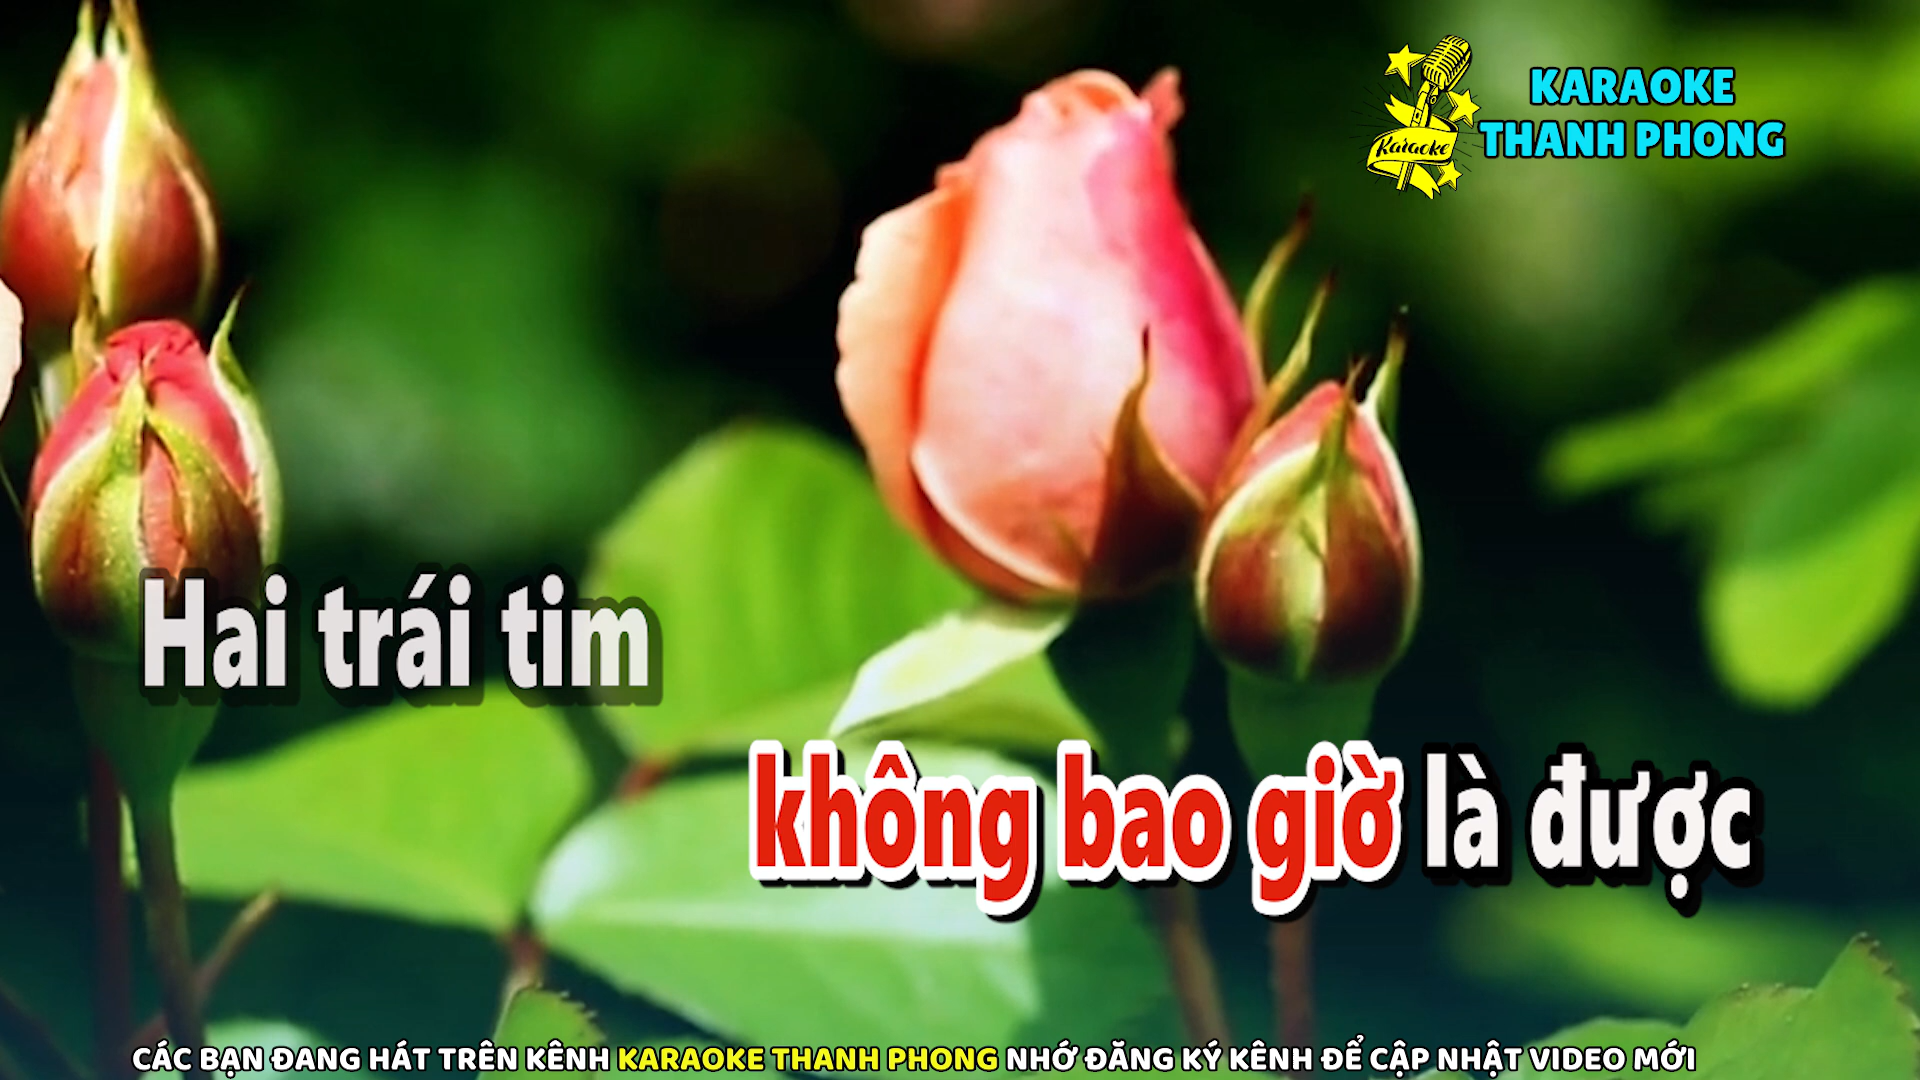 Karaoke
KARAOKE
THANH PHONG
Hai trái tim
không bao giờ là được
CÁC BẠN ĐANG HÁT TRÊN KÊNH KARAOKE THANH PHONG NHỚ ĐĂNG KÝ KÊNH ĐỂ CẬP NHẬT VIDEO MỚI